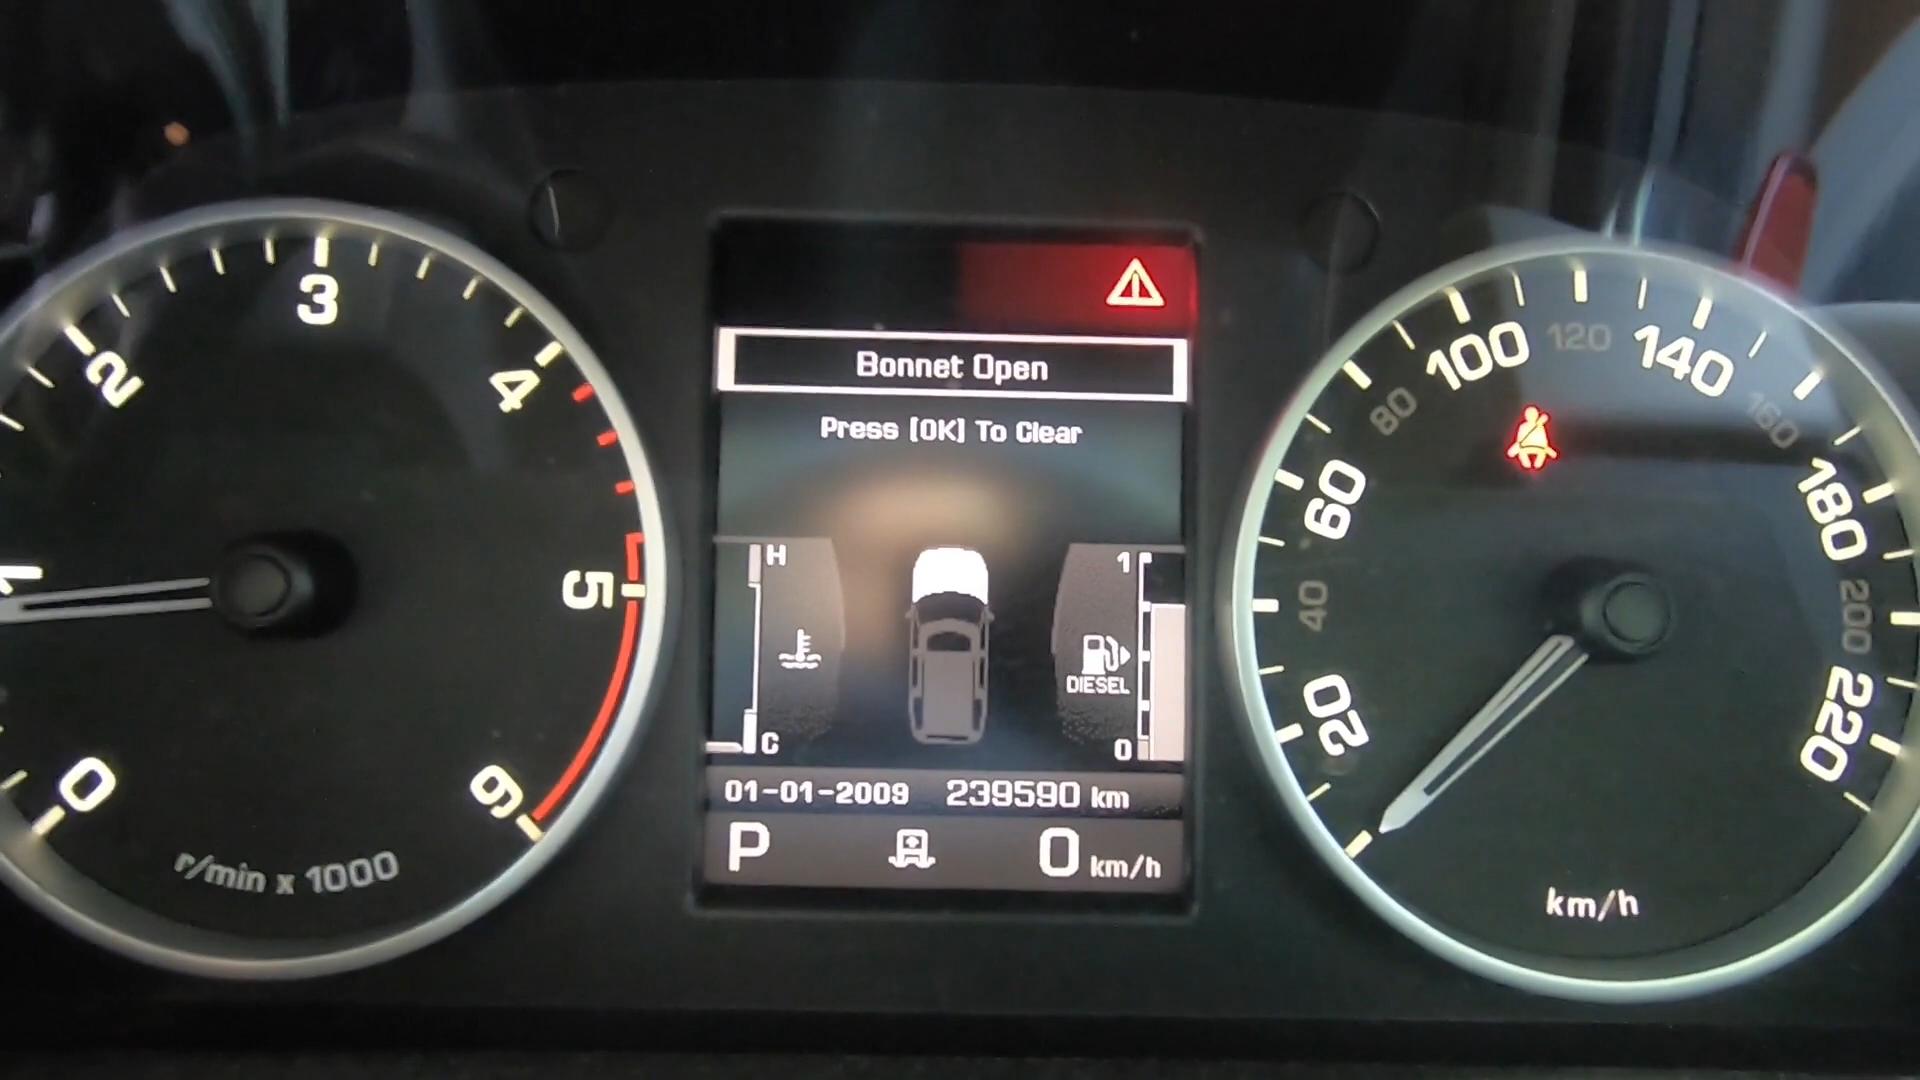 0
2
3
4
5
6
r/min x 1000
Bonnet Open
Press [OK] To Clear
H
C
1
DIESEL
0
01-01-2009 239590 km
P 0 km/h
20
40
60
80
100
120
140
160
180
200
220
km/h